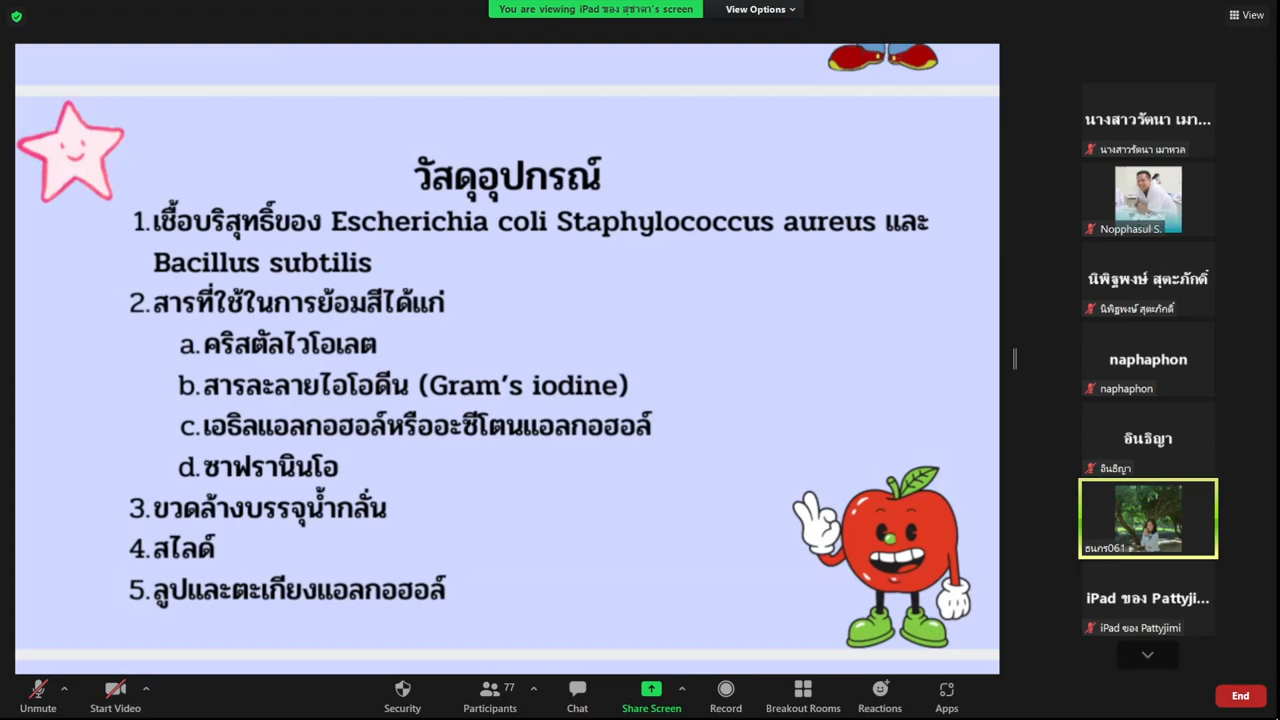 You are viewing iPad ของ สุชาดา's screen
View Options
View
วัสดุอุปกรณ์
1.เชื้อบริสุทธิ์ของ Escherichia coli Staphylococcus aureus และ
Bacillus subtilis
2.สารที่ใช้ในการย้อมสีได้แก่
a.คริสตัลไวโอเลต
b.สารละลายไอโอดีน (Gram's iodine)
c.เอธิลแอลกอฮอล์หรืออะซีโตนแอลกอฮอล์
d.ซาฟรานินโอ
3.ขวดล้างบรรจุน้ำกลั่น
4.สไลด์
5.ลูปและตะเกียงแอลกอฮอล์
นางสาวรัตนา เมา...
นางสาวรัตนา เมาหวล
Nopphasul S.
นิพิฐพงษ์ สุตะภักดิ์
นิพิฐพงษ์ สุตะภักดิ์
naphaphon
naphaphon
อินธิญา
อินธิญา
ธนกร061
iPad ของ Pattyji...
iPad ของ Pattyjimi
Unmute
Start Video
Security
77
Participants
Chat
Share Screen
Record
Breakout Rooms
Reactions
Apps
End